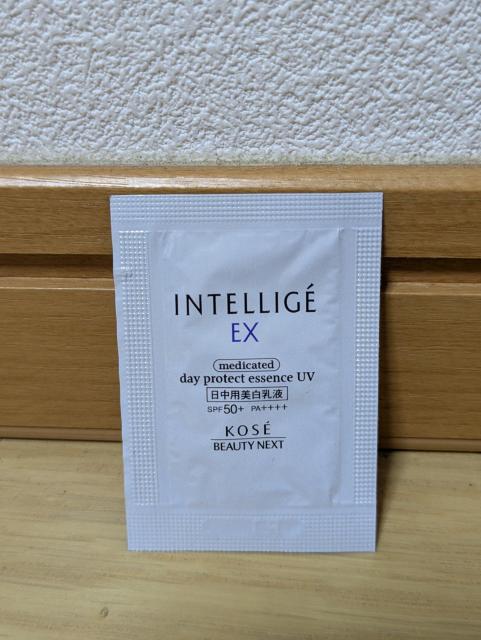 INTELLIGÉ
EX
medicated
day protect essence UV
日中用美白乳液
SPF50+ PA++++
KOSÉ
BEAUTY NEXT